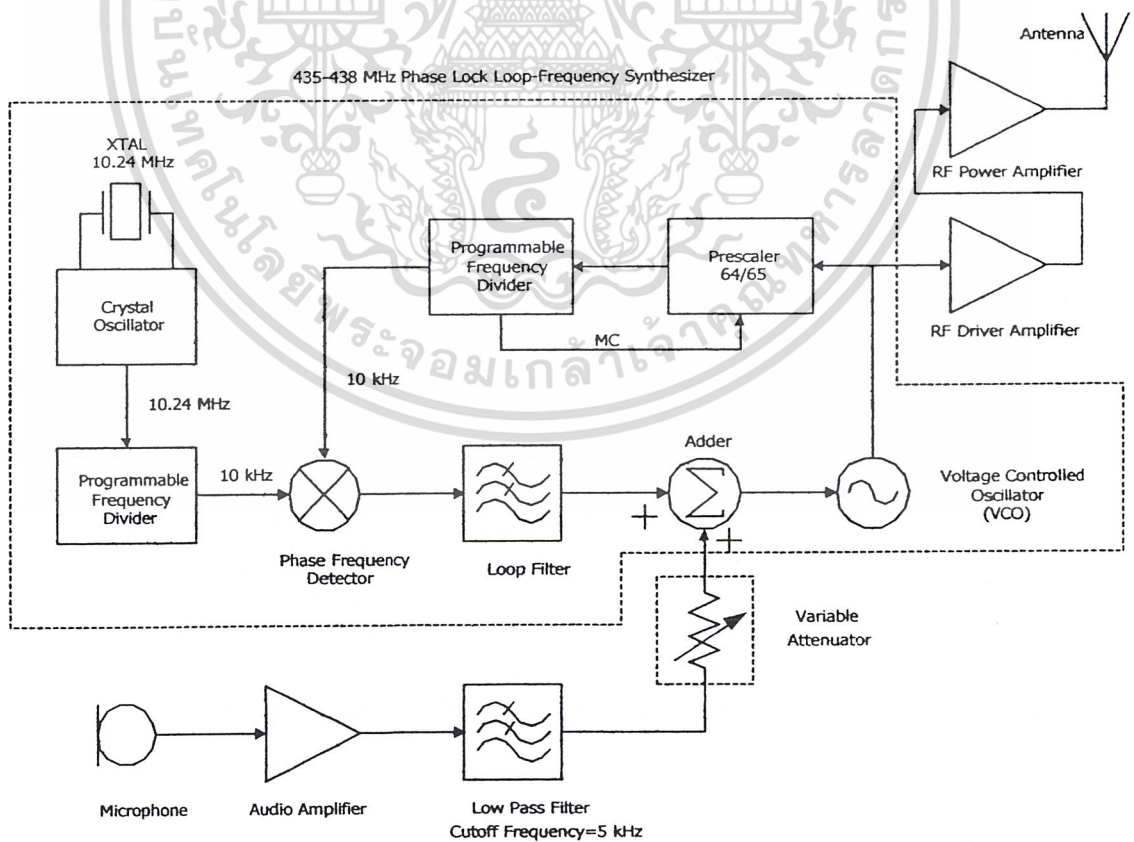 Antenna
435-438 MHz Phase Lock Loop-Frequency Synthesizer
XTAL
10.24 MHz
RF Power Amplifier
Programmable
Frequency
Divider
Prescaler
64/65
Crystal
Oscillator
RF Driver Amplifier
MC
10 kHz
10.24 MHz
Adder
Programmable
Frequency
Divider
10 kHz
Voltage Controlled
Oscillator
(VCO)
Phase Frequency
Detector
Loop Filter
Variable
Attenuator
Microphone
Audio Amplifier
Low Pass Filter
Cutoff Frequency=5 kHz